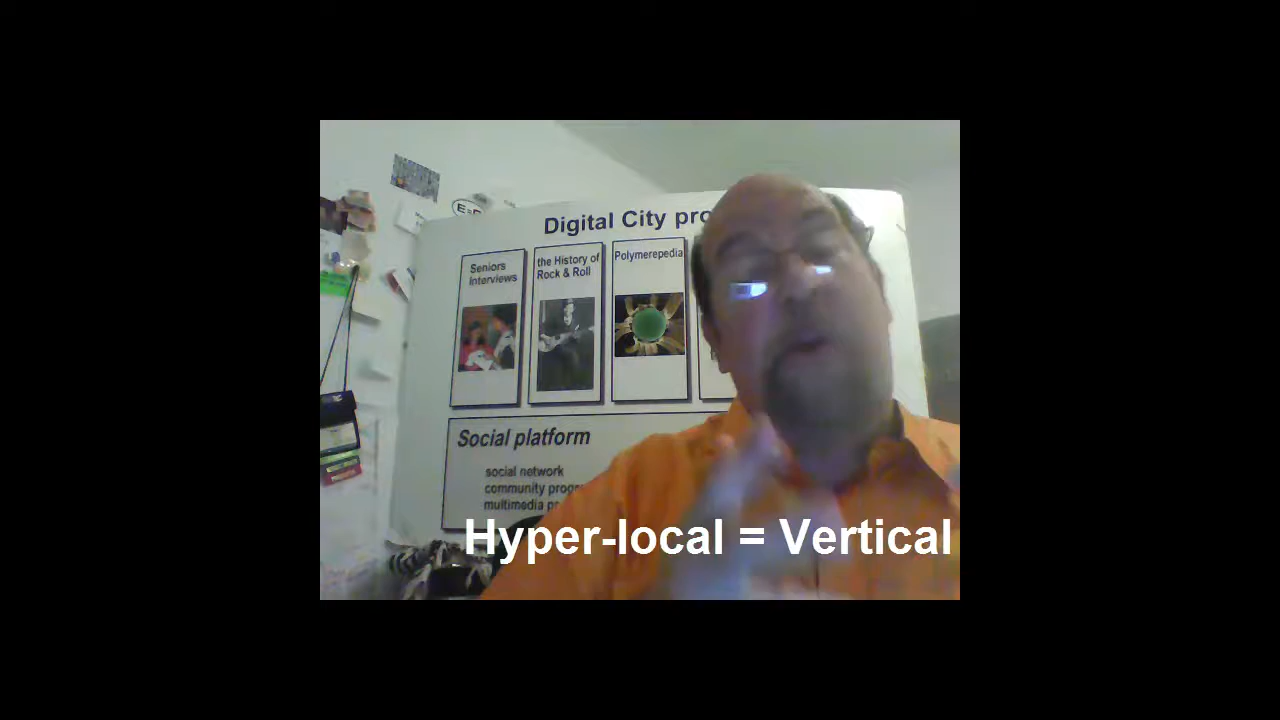 Digital City pro
Seniors
Interviews
the History of
Rock & Roll
Polymerepedia
Social platform
social network
community progr
multimedia p
Hyper-local = Vertical